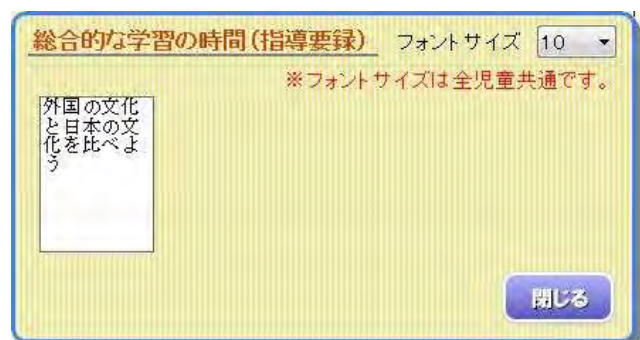 総合的な学習の時間(指導要録) フォントサイズ 10
※フォントサイズは全児童共通です。
外国の文化
と日本の文
化を比べよ
う
閉じる